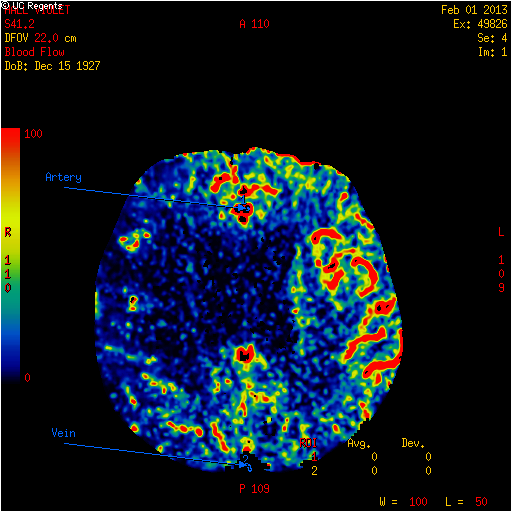 © UC Regents
Feb 01 2013
S41.2
A 110
Ex: 49826
DFOV 22.0 cm
Se: 4
Blood Flow
Im: 1
DoB: Dec 15 1927
100
Artery
R
1
1
0
L
1
0
9
0
Vein
ROI Avg. Dev.
1 0 0
2 0 0
2
P 109
W = 100 L = 50